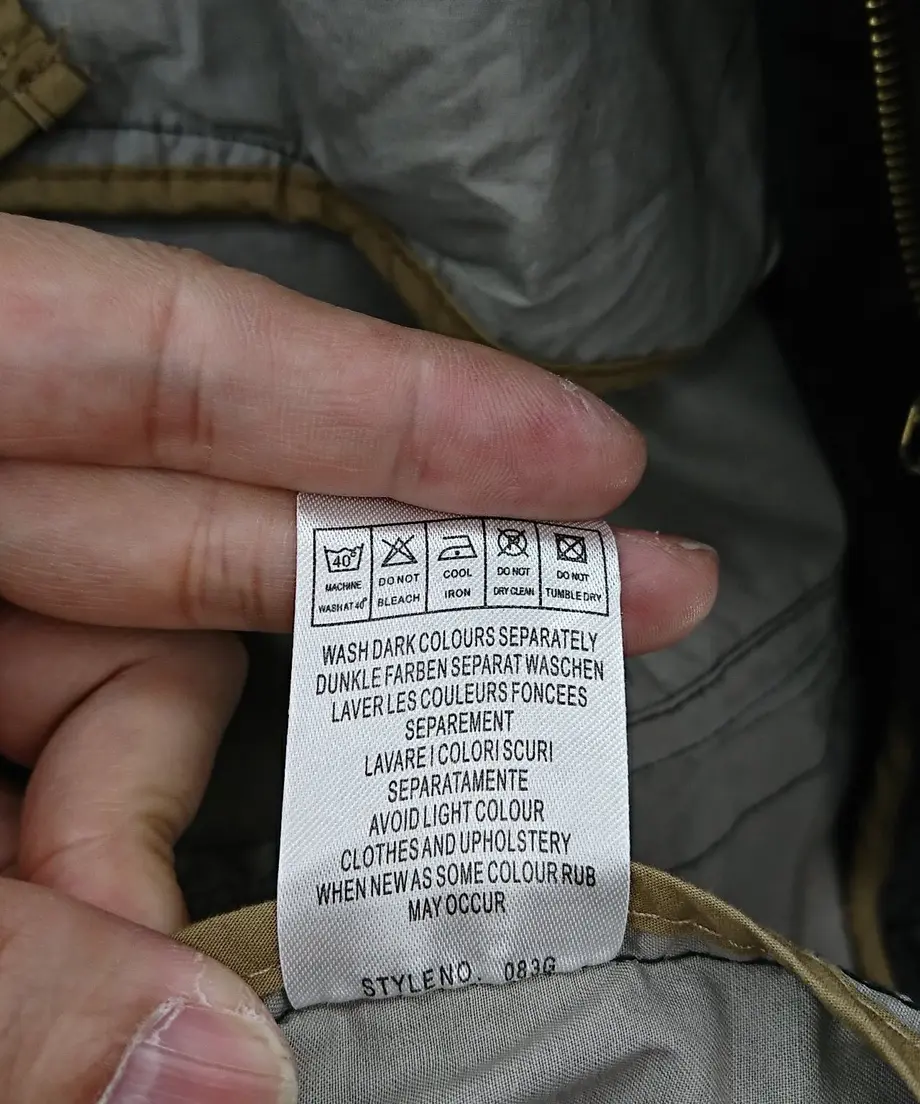 40°
MACHINE
WASH AT 40°
DO NOT
BLEACH
COOL
IRON
DO NOT
DRY CLEAN
DO NOT
TUMBLE DRY
WASH DARK COLOURS SEPARATELY
DUNKLE FARBEN SEPARAT WASCHEN
LAVER LES COULEURS FONCEES
SEPAREMENT
LAVARE I COLORI SCURI
SEPARATAMENTE
AVOID LIGHT COLOUR
CLOTHES AND UPHOLSTERY
WHEN NEW AS SOME COLOUR RUB
MAY OCCUR
STYLE NO. 083G